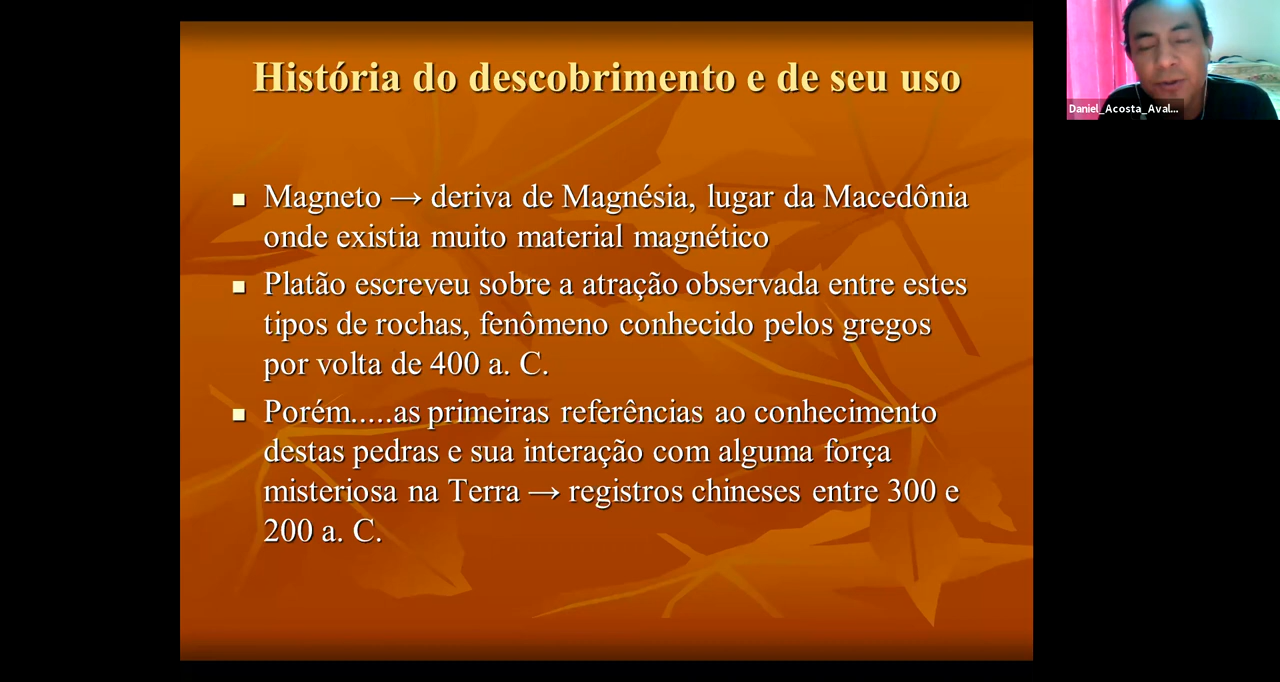 História do descobrimento e de seu uso
Magneto → deriva de Magnésia, lugar da Macedônia
onde existia muito material magnético
Platão escreveu sobre a atração observada entre estes
tipos de rochas, fenômeno conhecido pelos gregos
por volta de 400 a. C.
Porém.....as primeiras referências ao conhecimento
destas pedras e sua interação com alguma força
misteriosa na Terra → registros chineses entre 300 e
200 a. C.
Daniel_Acosta_Aval...